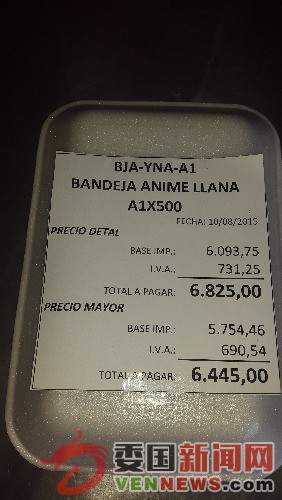 BJA-YNA-A1
BANDEJA ANIME LLANA
A1X500
FECHA: 10/08/2015
PRECIO DETAL
BASE IMP.: 6.093,75
I.V.A.: 731,25
TOTAL A PAGAR: 6.825,00
PRECIO MAYOR
BASE IMP.: 5.754,46
I.V.A.: 690,54
TOTAL A PAGAR: 6.445,00
委国新闻网
VENNEWS.COM